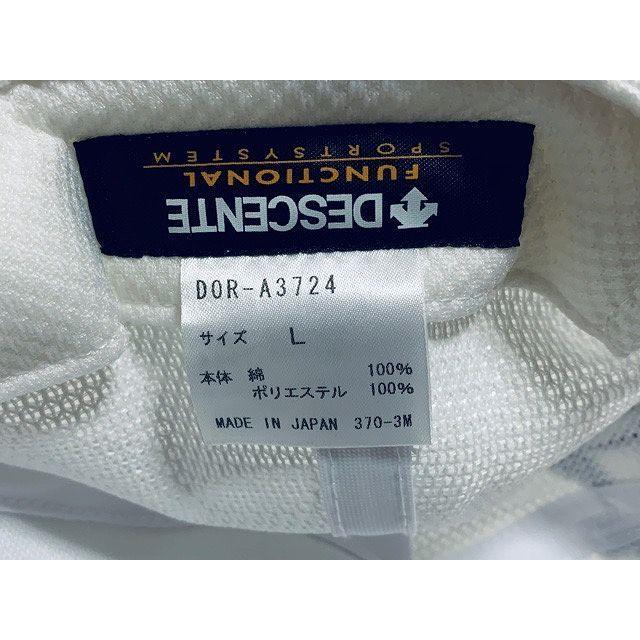 DESCENTE
FUNCTIONAL
SPORTSYSTEM
DOR-A3724
サイズ L
本体 綿 100%
ポリエステル 100%
MADE IN JAPAN 370-3M